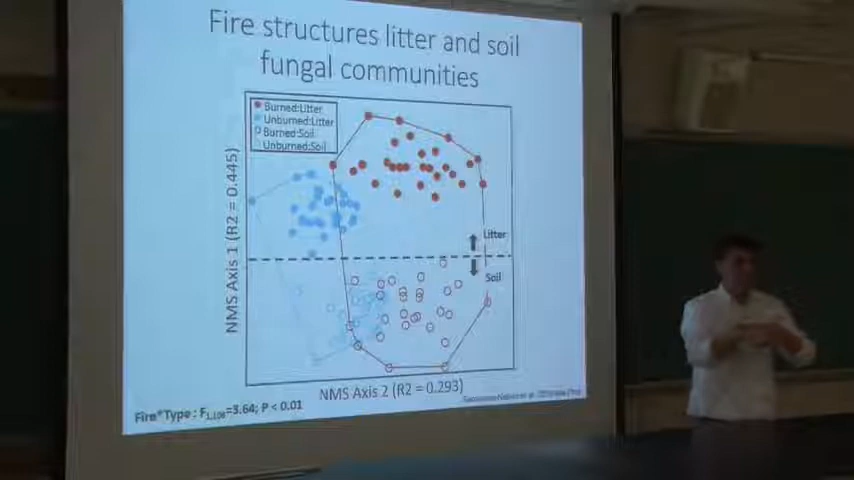 Fire structures litter and soil
fungal communities
Burned:Litter
Unburned:Litter
Burned:Soil
Unburned:Soil
NMS Axis 1 (R2 = 0.445)
Litter
Soil
NMS Axis 2 (R2 = 0.293)
Fire*Type : F1,108=3.64; P < 0.01